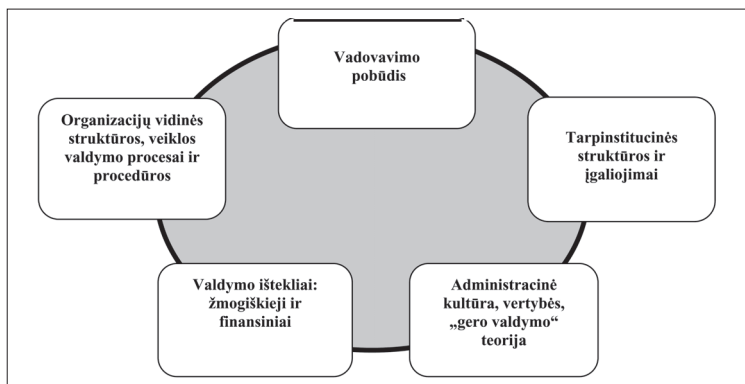 Vadovavimo
pobūdis
Organizacijų vidinės
struktūros, veiklos
valdymo procesai ir
procedūros
Tarpinstitucinės
struktūros ir
įgaliojimai
Valdymo ištekliai:
žmogiškieji ir
finansiniai
Administracinė
kultūra, vertybės,
„gero valdymo“
teorija